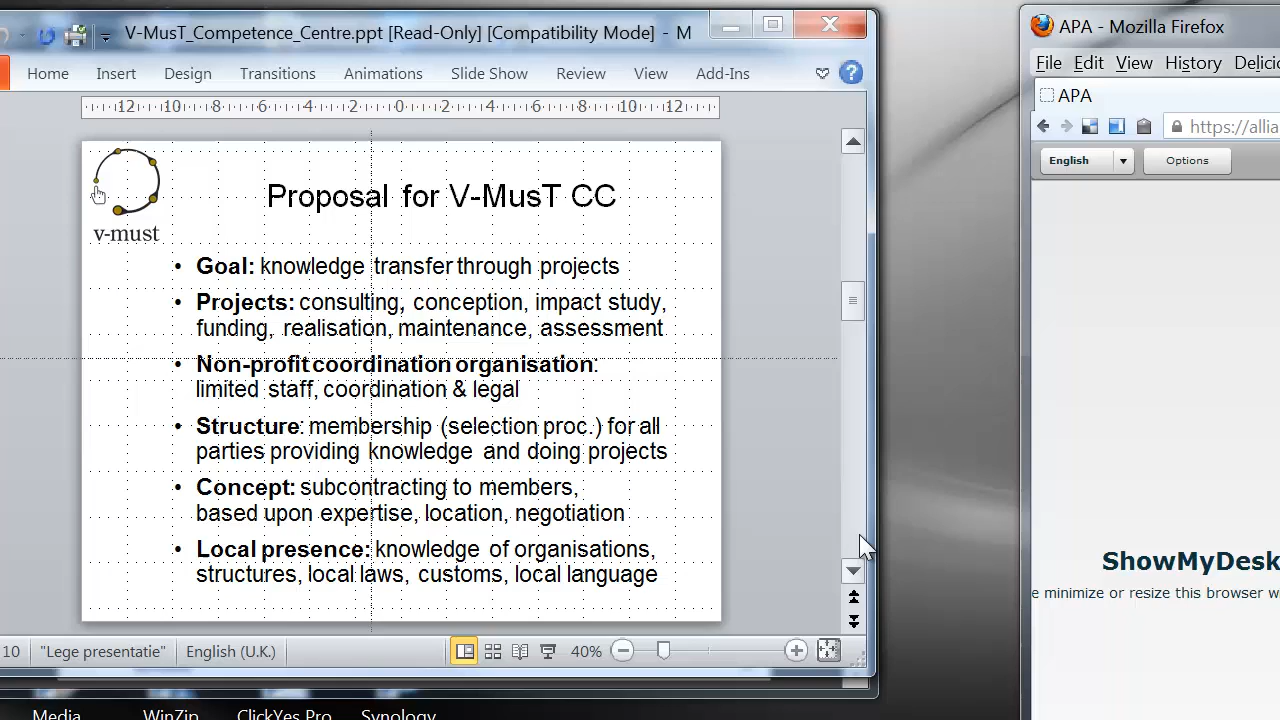 V-MusT_Competence_Centre.ppt [Read-Only] [Compatibility Mode] - M
Home Insert Design Transitions Animations Slide Show Review View Add-Ins
12 10 8 6 4 2 0 2 4 6 8 10 12
v-must
Proposal for V-MusT CC
• Goal: knowledge transfer through projects
• Projects: consulting, conception, impact study,
funding, realisation, maintenance, assessment
• Non-profit coordination organisation:
limited staff, coordination & legal
• Structure: membership (selection proc.) for all
parties providing knowledge and doing projects
• Concept: subcontracting to members,
based upon expertise, location, negotiation
• Local presence: knowledge of organisations,
structures, local laws, customs, local language
10 "Lege presentatie" English (U.K.) 40%
Media WinZip ClickYes Pro Synology
APA - Mozilla Firefox
File Edit View History Delicio
APA
https://allia
English Options
ShowMyDesk
e minimize or resize this browser w